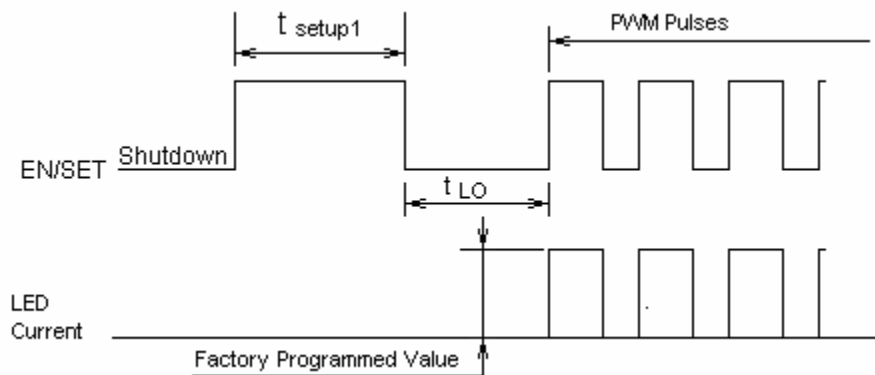 t setup1
PWM Pulses
Shutdown
EN/SET
t LO
LED
Current
Factory Programmed Value